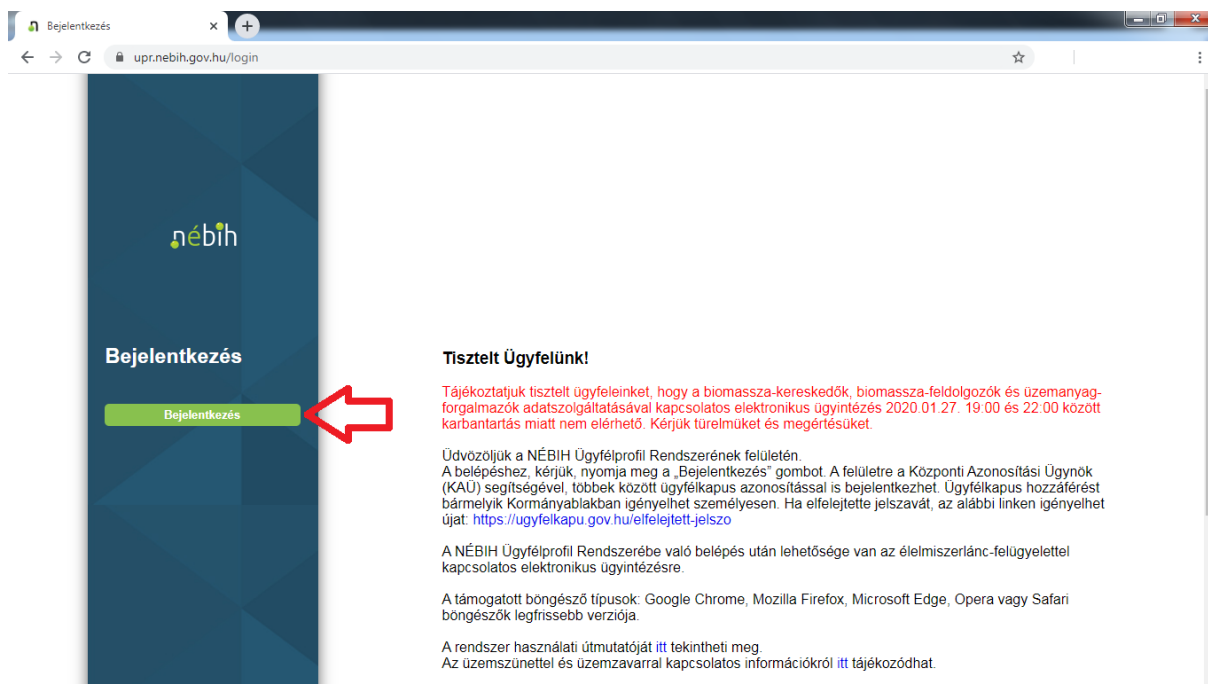 Bejelentkezés
upr.nebih.gov.hu/login
nébih
Bejelentkezés
Bejelentkezés
Tisztelt Ügyfelünk!
Tájékoztatjuk tisztelt ügyfeleinket, hogy a biomassza-kereskedők, biomassza-feldolgozók és üzemanyag-
forgalmazók adatszolgáltatásával kapcsolatos elektronikus ügyintézés 2020.01.27. 19:00 és 22:00 között
karbantartás miatt nem elérhető. Kérjük türelmüket és megértésüket.
Üdvözöljük a NÉBIH Ügyfélprofil Rendszerének felületén.
A belépéshez, kérjük, nyomja meg a „Bejelentkezés” gombot. A felületre a Központi Azonosítási Ügynök
(KAÜ) segítségével, többek között ügyfélkapus azonosítással is bejelentkezhet. Ügyfélkapus hozzáférést
bármelyik Kormányablakban igényelhet személyesen. Ha elfelejtette jelszavát, az alábbi linken igényelhet
újat: https://ugyfelkapu.gov.hu/elfelejtett-jelszo
A NÉBIH Ügyfélprofil Rendszerébe való belépés után lehetősége van az élelmiszerlánc-felügyelettel
kapcsolatos elektronikus ügyintézésre.
A támogatott böngésző típusok: Google Chrome, Mozilla Firefox, Microsoft Edge, Opera vagy Safari
böngészők legfrissebb verziója.
A rendszer használati útmutatóját itt tekintheti meg.
Az üzemszünettel és üzemzavarral kapcsolatos információkról itt tájékozódhat.